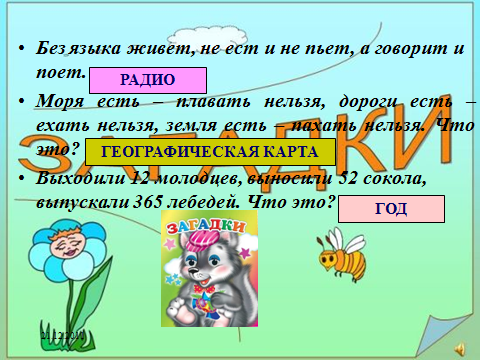 • Без языка живет, не ест и не пьет, а говорит и
поет.
РАДИО
• Моря есть – плавать нельзя, дороги есть –
ехать нельзя, земля есть – пахать нельзя. Что
это?
ГЕОГРАФИЧЕСКАЯ КАРТА
• Выходили 12 молодцев, выносили 52 сокола,
выпускали 365 лебедей. Что это?
ГОД
ЗАГАДКИ
ЗАГАДКИ